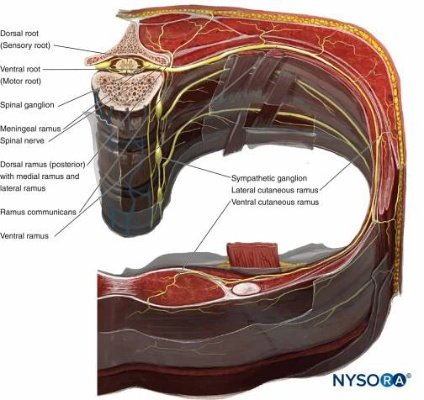 Dorsal root
(Sensory root)
Ventral root
(Motor root)
Spinal ganglion
Meningeal ramus
Spinal nerve
Dorsal ramus (posterior)
with medial ramus and
lateral ramus
Ramus communicans
Ventral ramus
Sympathetic ganglion
Lateral cutaneous ramus
Ventral cutaneous ramus
NYSORA®